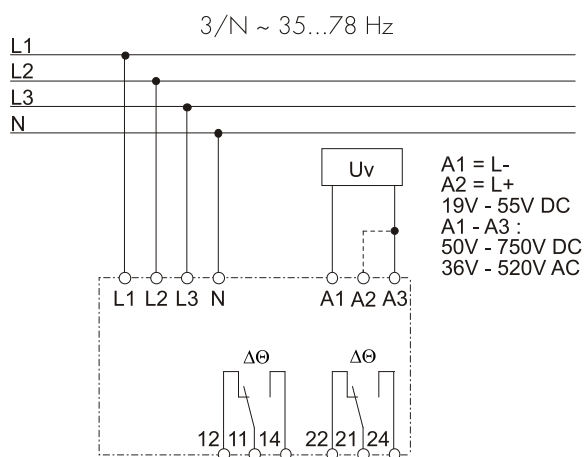 3/N ~ 35...78 Hz
L1
L2
L3
N
Uv
A1 = L-
A2 = L+
19V - 55V DC
A1 - A3 :
50V - 750V DC
36V - 520V AC
L1 L2 L3 N A1 A2 A3
ΔΘ ΔΘ
12 11 14 22 21 24